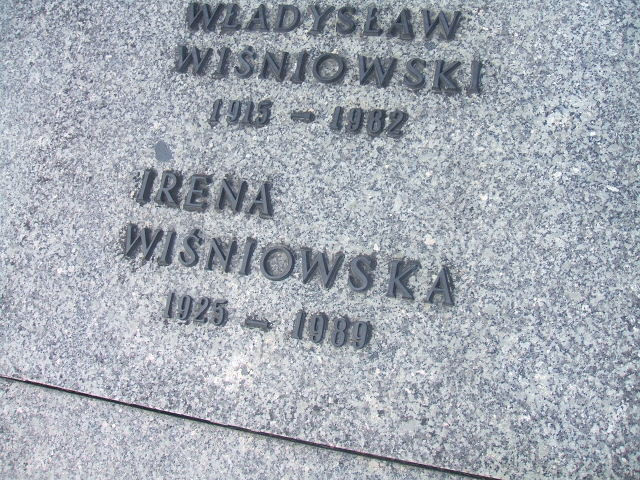 WŁADYSŁAW
WIŚNIOWSKI
1915 – 1982
IRENA
WIŚNIOWSKA
1925 – 1989